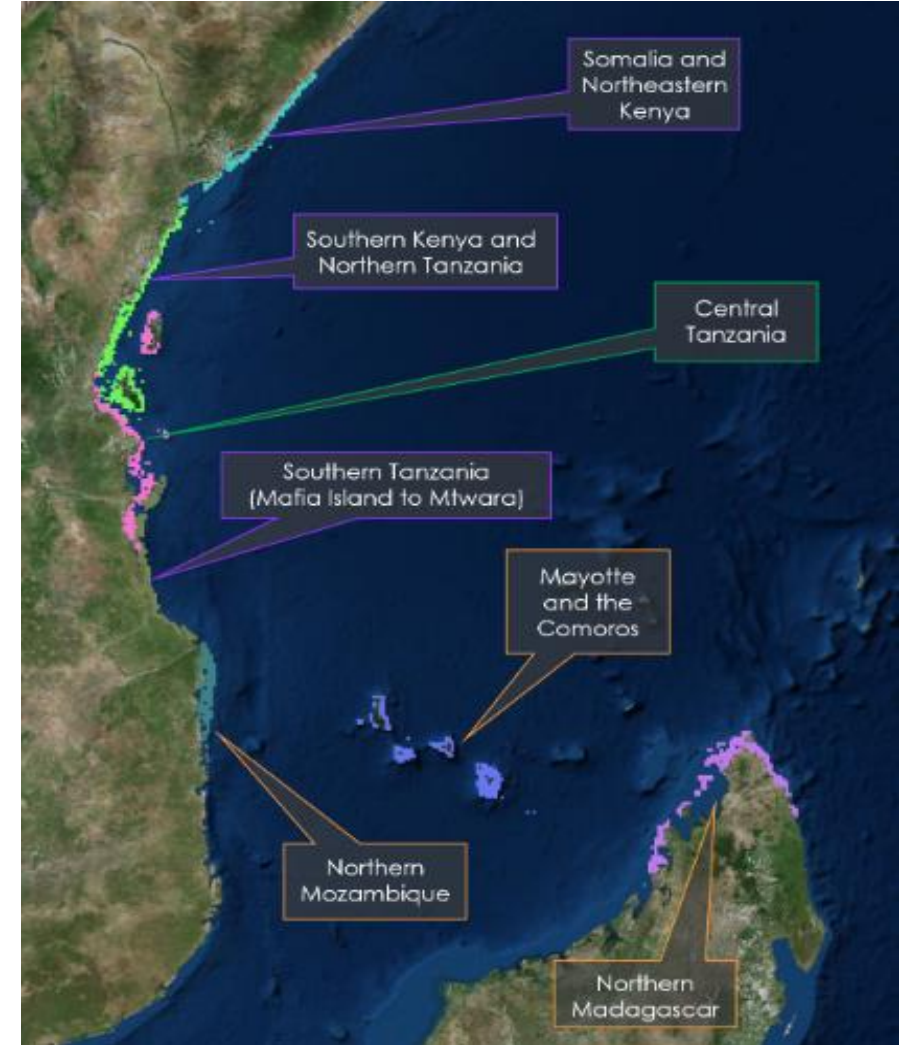 Somalia and
Northeastern
Kenya
Southern Kenya and
Northern Tanzania
Central
Tanzania
Southern Tanzania
(Mafia Island to Mtwara)
Mayotte
and the
Comoros
Northern
Mozambique
Northern
Madagascar